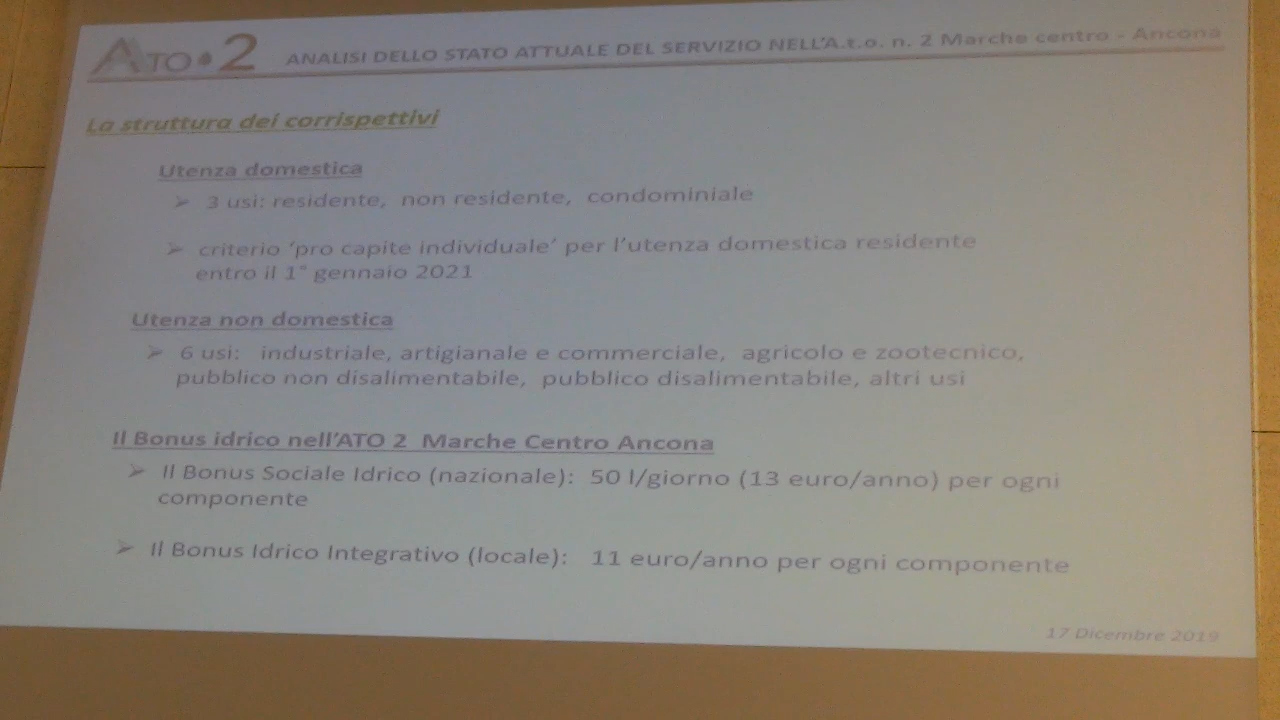 ATO•2 ANALISI DELLO STATO ATTUALE DEL SERVIZIO NELL'A.t.o. n. 2 Marche centro - Ancona
La struttura dei corrispettivi
Utenza domestica
➢ 3 usi: residente, non residente, condominiale
➢ criterio 'pro capite individuale' per l'utenza domestica residente
entro il 1° gennaio 2021
Utenza non domestica
➢ 6 usi: industriale, artigianale e commerciale, agricolo e zootecnico,
pubblico non disalimentabile, pubblico disalimentabile, altri usi
Il Bonus idrico nell'ATO 2 Marche Centro Ancona
➢ Il Bonus Sociale Idrico (nazionale): 50 l/giorno (13 euro/anno) per ogni
componente
➢ Il Bonus Idrico Integrativo (locale): 11 euro/anno per ogni componente
17 Dicembre 2019